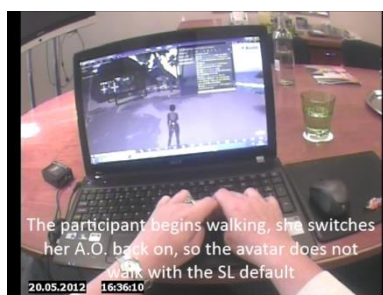 The participant begins walking, she switches
her A.O. back on, so the avatar does not
walk with the SL default
20.05.2012 16:36:10